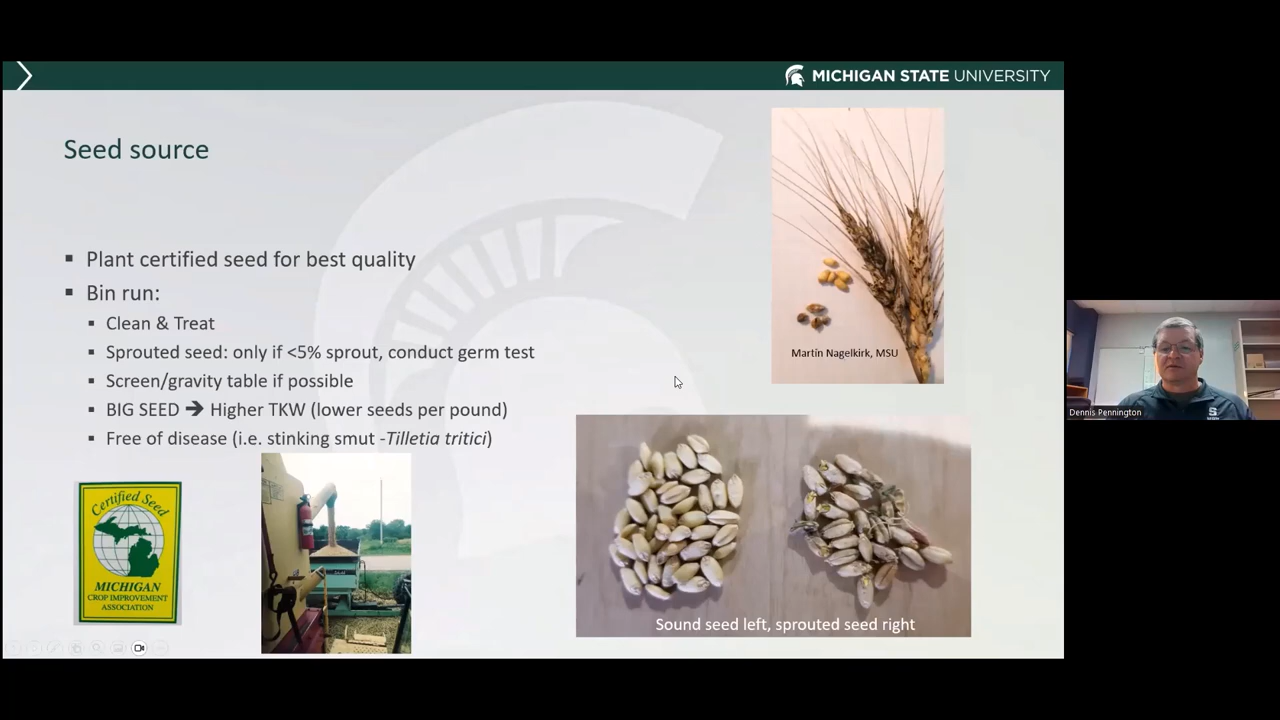 MICHIGAN STATE UNIVERSITY
Seed source
Plant certified seed for best quality
Bin run:
Clean & Treat
Sprouted seed: only if <5% sprout, conduct germ test
Screen/gravity table if possible
BIG SEED → Higher TKW (lower seeds per pound)
Free of disease (i.e. stinking smut -Tilletia tritici)
Martin Nagelkirk, MSU
Certified Seed
MICHIGAN
CROP IMPROVEMENT
ASSOCIATION
Sound seed left, sprouted seed right
Dennis Pennington
S